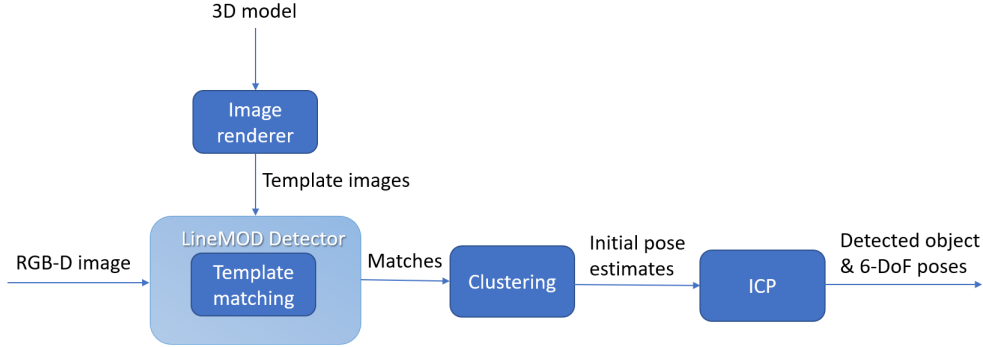 3D model
Image
renderer
Template images
LineMOD Detector
Template
matching
RGB-D image
Matches
Clustering
Initial pose
estimates
ICP
Detected object
& 6-DoF poses